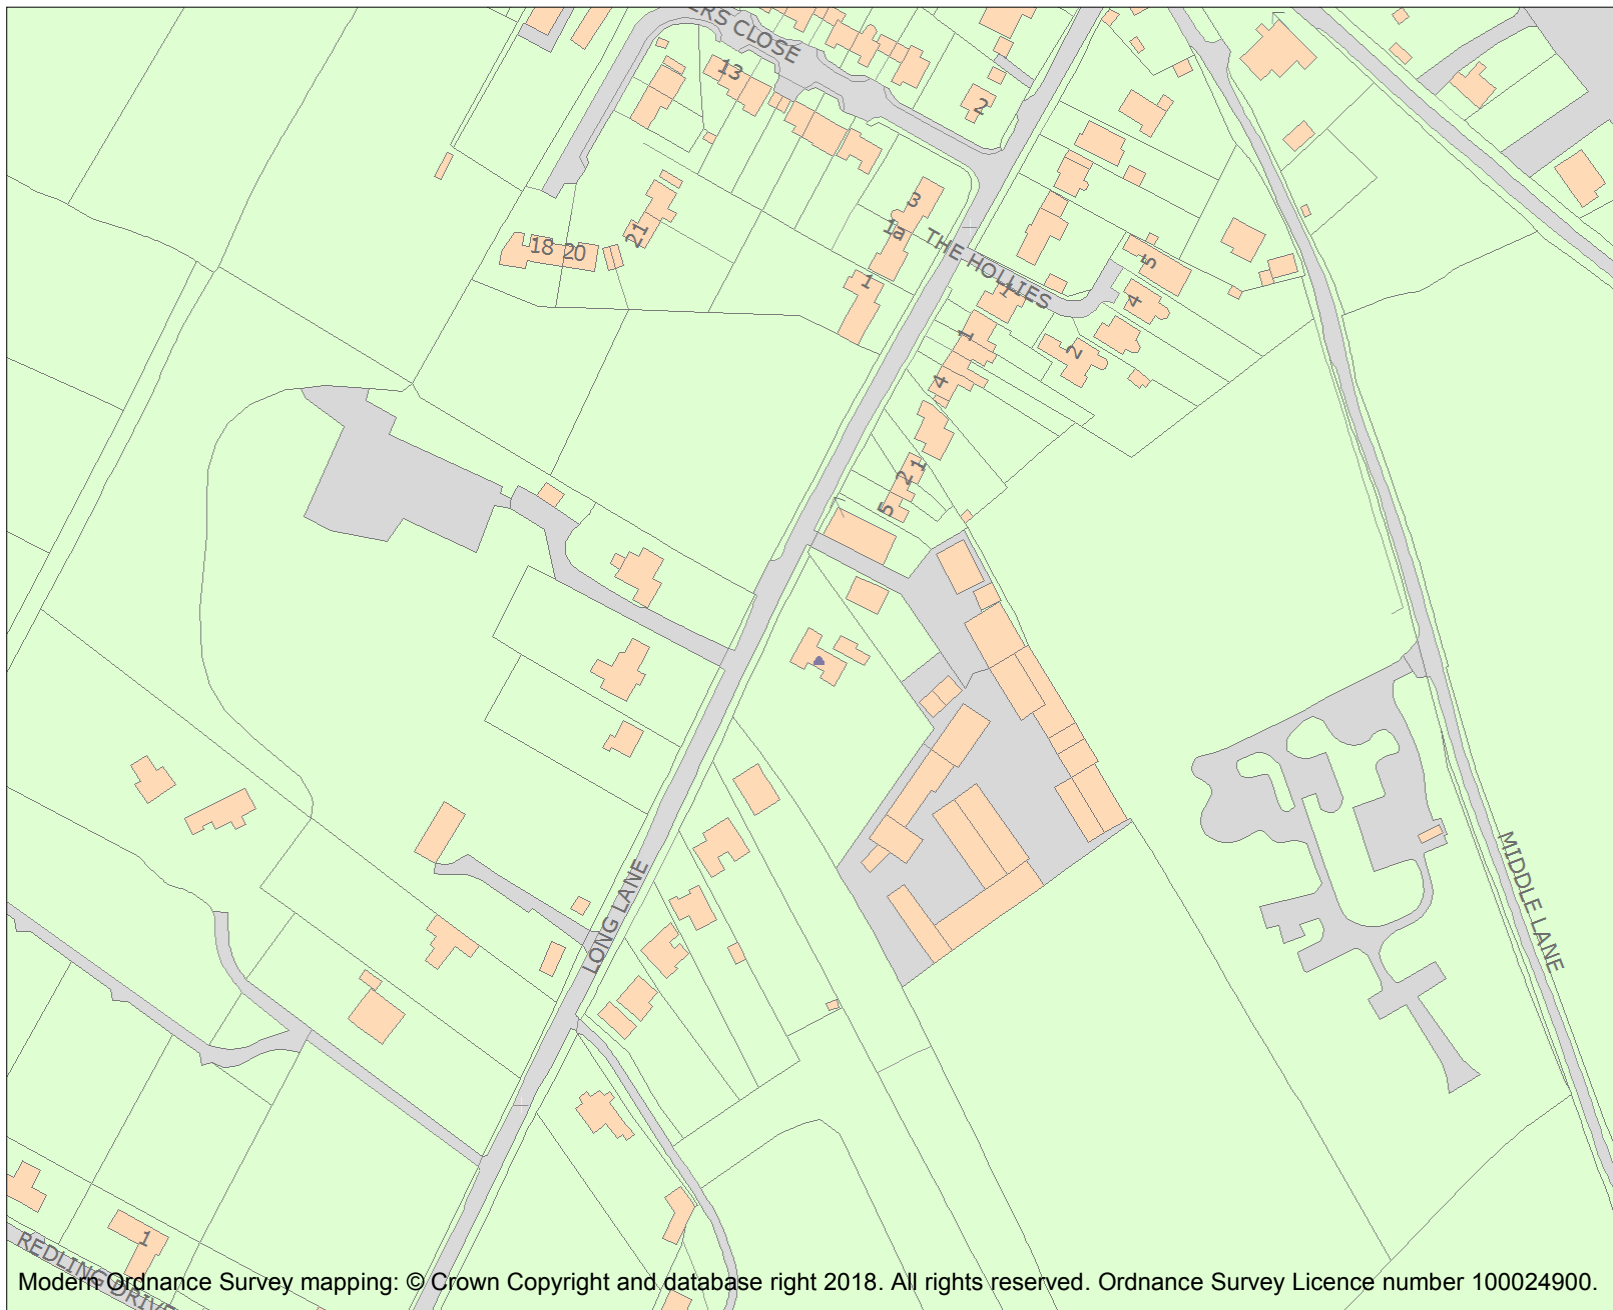 ERS CLOSE
13
2
3
1a
THE HOLLIES
18 20
21
1
5
4
1
1
2
4
1
2
5
LONG LANE
MIDDLE LANE
1
REDLING DRIVE
Modern Ordnance Survey mapping: © Crown Copyright and database right 2018. All rights reserved. Ordnance Survey Licence number 100024900.